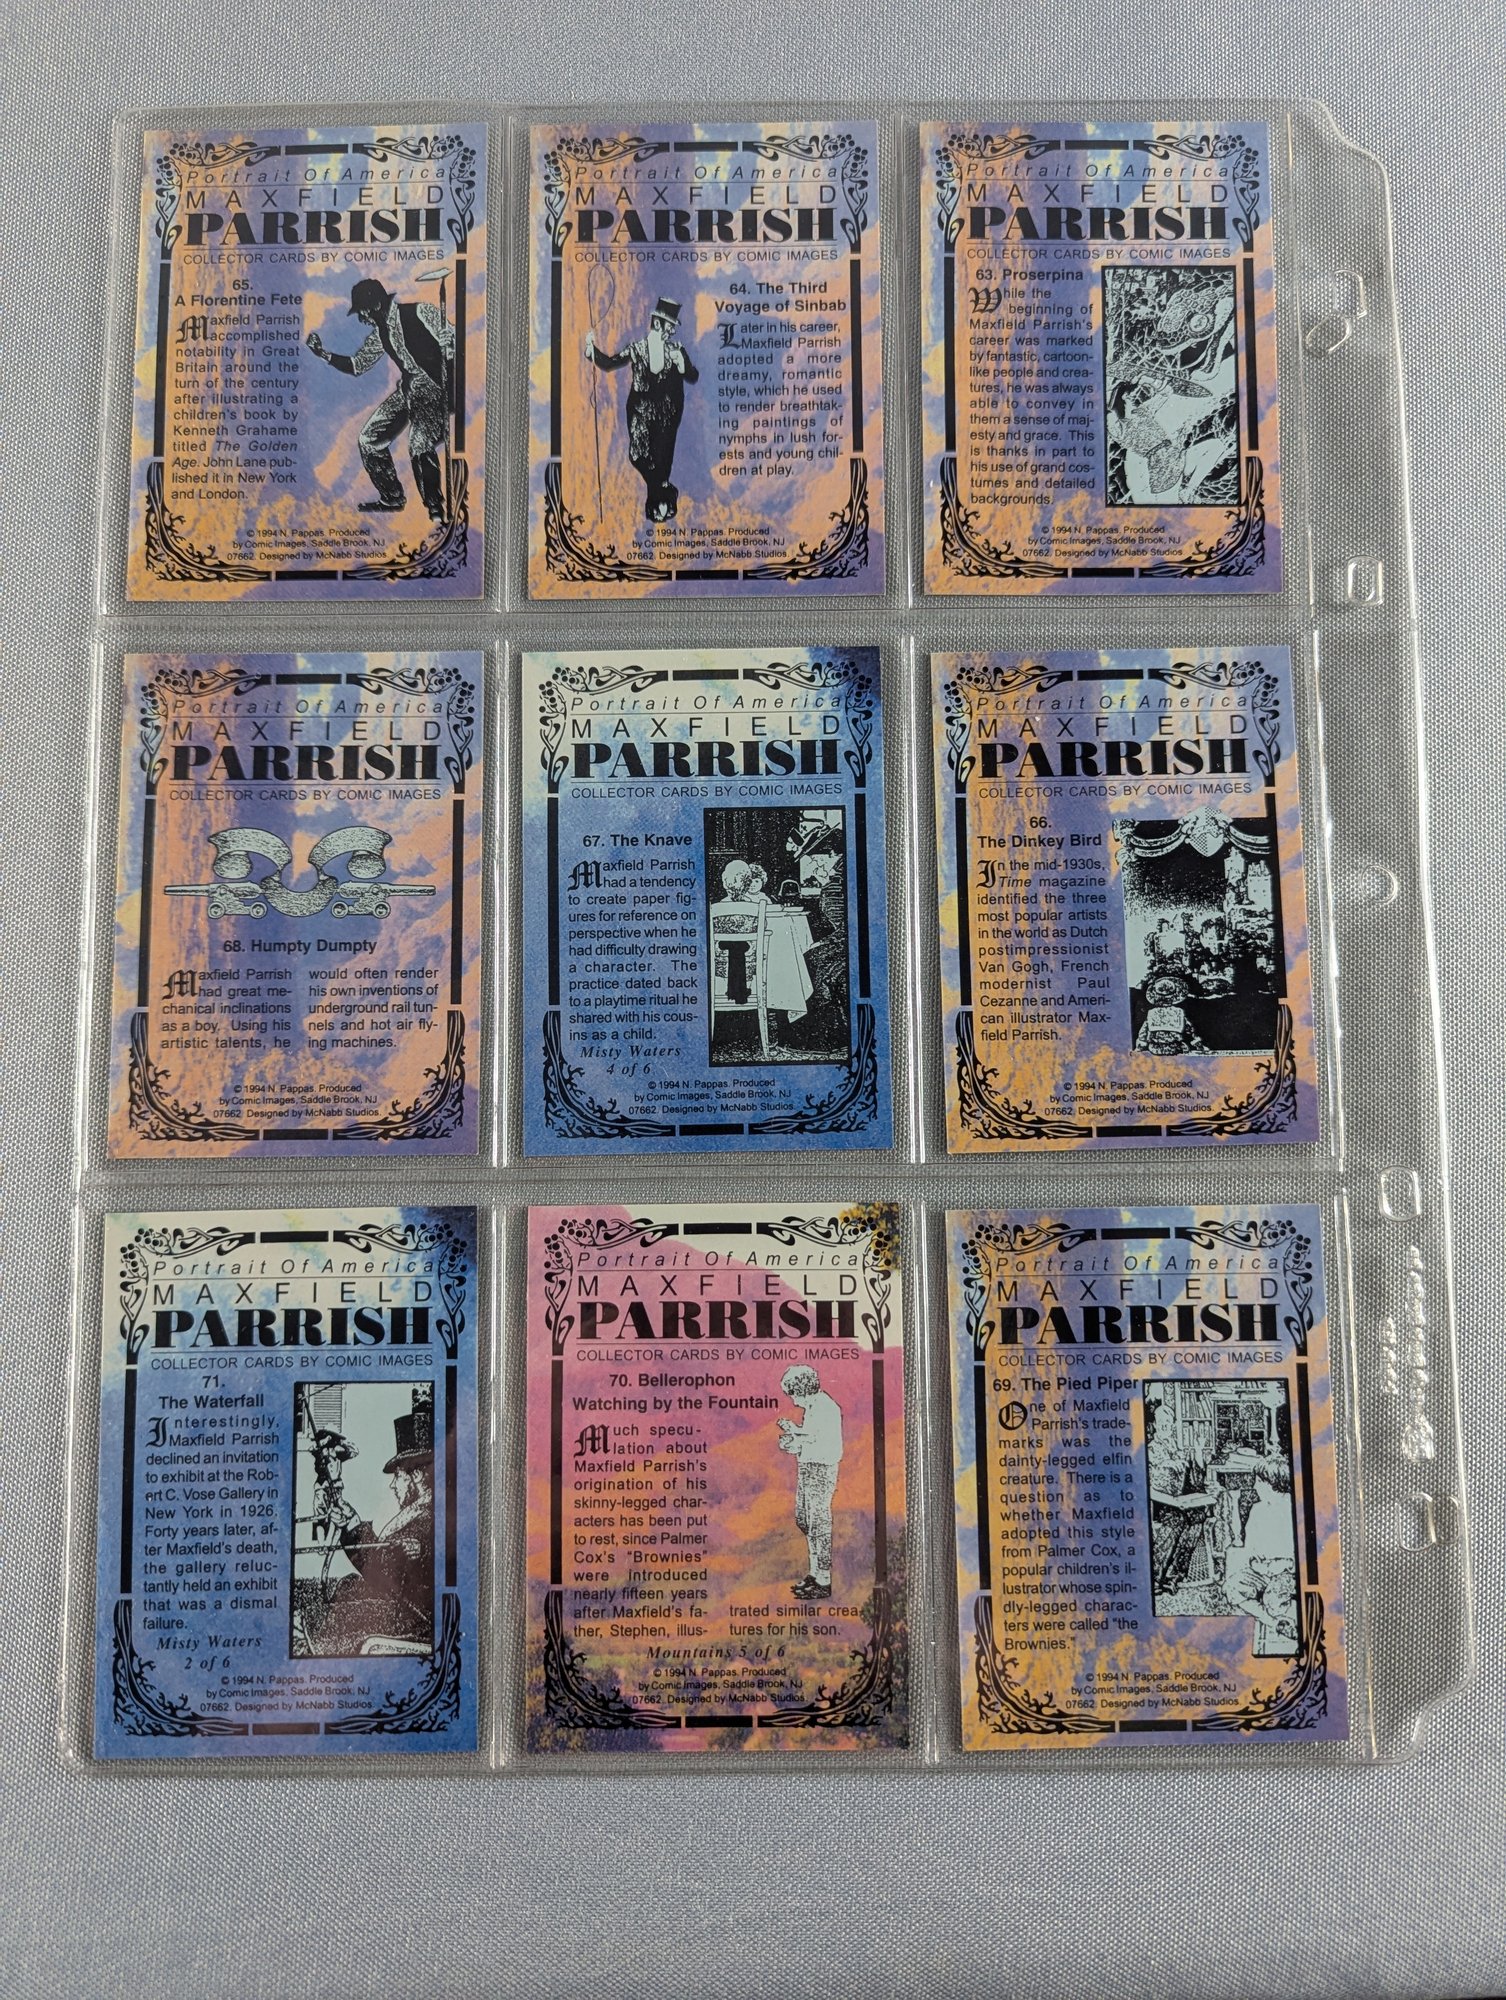 Portrait Of America
MAXFIELD
PARRISH
COLLECTOR CARDS BY COMIC IMAGES
65.
A Florentine Fete
Maxfield Parrish
accomplished
notability in Great
Britain around the
turn of the century
after illustrating a
children's book by
Kenneth Grahame
titled The Golden
Age. John Lane pub-
lished it in New York
and London.
© 1994 N. Pappas. Produced
by Comic Images, Saddle Brook, NJ
07662. Designed by McNabb Studios.
Portrait Of America
MAXFIELD
PARRISH
COLLECTOR CARDS BY COMIC IMAGES
64. The Third
Voyage of Sinbab
Later in his career,
Maxfield Parrish
adopted a more
dreamy, romantic
style, which he used
to render breathtak-
ing paintings of
nymphs in lush for-
ests and young chil-
dren at play.
© 1994 N. Pappas. Produced
by Comic Images, Saddle Brook, NJ
07662. Designed by McNabb Studios.
Portrait Of America
MAXFIELD
PARRISH
COLLECTOR CARDS BY COMIC IMAGES
63. Proserpina
While the
beginning of
Maxfield Parrish's
career was marked
by fantastic, cartoon-
like people and crea-
tures, he was always
able to convey in
them a sense of maj-
esty and grace. This
is thanks in part to
his use of grand cos-
tumes and detailed
backgrounds.
© 1994 N. Pappas. Produced
by Comic Images, Saddle Brook, NJ
07662. Designed by McNabb Studios.
Portrait Of America
MAXFIELD
PARRISH
COLLECTOR CARDS BY COMIC IMAGES
68. Humpty Dumpty
Maxfield Parrish
had great me-
chanical inclinations
as a boy. Using his
artistic talents, he
would often render
his own inventions of
underground rail tun-
nels and hot air fly-
ing machines.
© 1994 N. Pappas. Produced
by Comic Images, Saddle Brook, NJ
07662. Designed by McNabb Studios.
Portrait Of America
MAXFIELD
PARRISH
COLLECTOR CARDS BY COMIC IMAGES
67. The Knave
Maxfield Parrish
had a tendency
to create paper fig-
ures for reference on
perspective when he
had difficulty drawing
a character. The
practice dated back
to a playtime ritual he
shared with his cous-
ins as a child.
Misty Waters
4 of 6
© 1994 N. Pappas. Produced
by Comic Images, Saddle Brook, NJ
07662. Designed by McNabb Studios.
Portrait Of America
MAXFIELD
PARRISH
COLLECTOR CARDS BY COMIC IMAGES
66.
The Dinkey Bird
In the mid-1930s,
Time magazine
identified the three
most popular artists
in the world as Dutch
postimpressionist
Van Gogh, French
modernist Paul
Cezanne and Ameri-
can illustrator Max-
field Parrish.
© 1994 N. Pappas. Produced
by Comic Images, Saddle Brook, NJ
07662. Designed by McNabb Studios.
Portrait Of America
MAXFIELD
PARRISH
COLLECTOR CARDS BY COMIC IMAGES
71.
The Waterfall
Interestingly,
Maxfield Parrish
declined an invitation
to exhibit at the Rob-
ert C. Vose Gallery in
New York in 1926.
Forty years later, af-
ter Maxfield's death,
the gallery reluc-
tantly held an exhibit
that was a dismal
failure.
Misty Waters
2 of 6
© 1994 N. Pappas. Produced
by Comic Images, Saddle Brook, NJ
07662. Designed by McNabb Studios.
Portrait Of America
MAXFIELD
PARRISH
COLLECTOR CARDS BY COMIC IMAGES
70. Bellerophon
Watching by the Fountain
Much specu-
lation about
Maxfield Parrish's
origination of his
skinny-legged char-
acters has been put
to rest, since Palmer
Cox's "Brownies"
were introduced
nearly fifteen years
after Maxfield's fa-
ther, Stephen, illus-
trated similar crea-
tures for his son.
Mountains 5 of 6
© 1994 N. Pappas. Produced
by Comic Images, Saddle Brook, NJ
07662. Designed by McNabb Studios.
Portrait Of America
MAXFIELD
PARRISH
COLLECTOR CARDS BY COMIC IMAGES
69. The Pied Piper
One of Maxfield
Parrish's trade-
marks was the
dainty-legged elfin
creature. There is a
question as to
whether Maxfield
adopted this style
from Palmer Cox, a
popular children's il-
lustrator whose spin-
dly-legged charac-
ters were called "the
Brownies."
© 1994 N. Pappas. Produced
by Comic Images, Saddle Brook, NJ
07662. Designed by McNabb Studios.